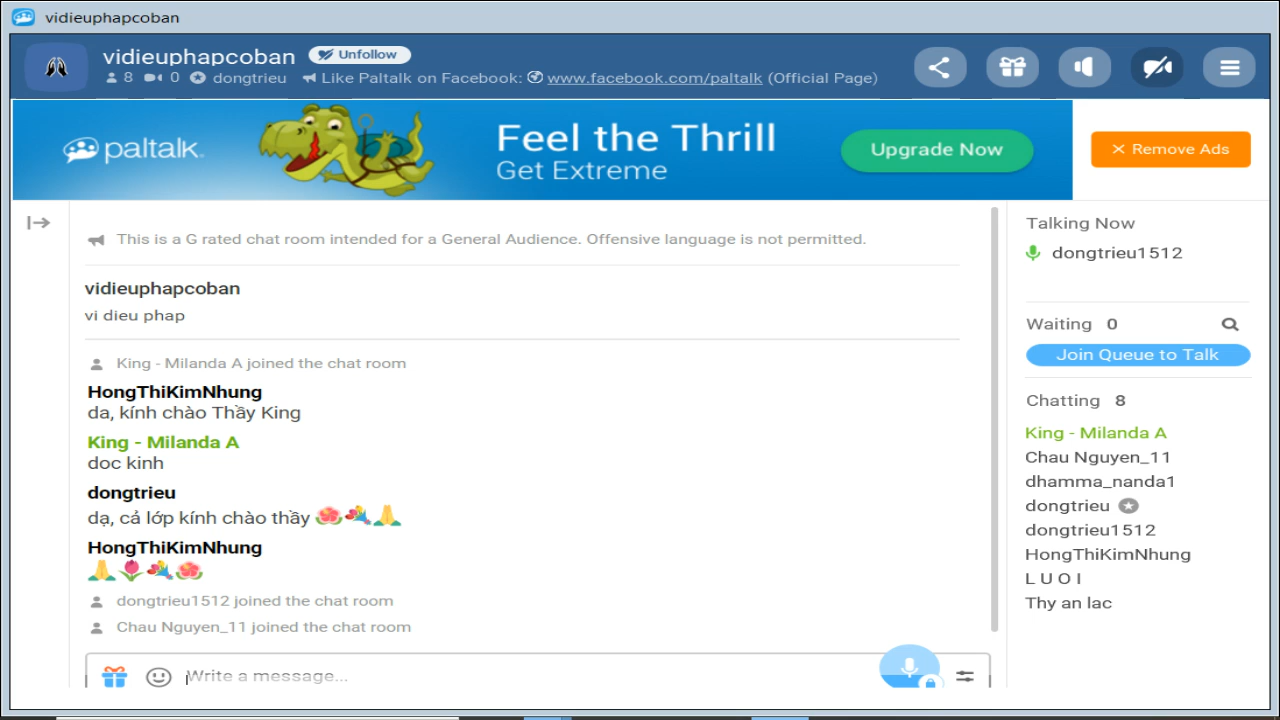 vidieuphapcoban
vidieuphapcoban Unfollow
8 0 dongtrieu Like Paltalk on Facebook: www.facebook.com/paltalk (Official Page)
paltalk.
Feel the Thrill
Get Extreme
Upgrade Now
× Remove Ads
This is a G rated chat room intended for a General Audience. Offensive language is not permitted.
vidieuphapcoban
vi dieu phap
King - Milanda A joined the chat room
HongThiKimNhung
da, kính chào Thầy King
King - Milanda A
doc kinh
dongtrieu
dạ, cả lớp kính chào thầy 🌺💐🙏
HongThiKimNhung
🙏🌷💐🌺
dongtrieu1512 joined the chat room
Chau Nguyen_11 joined the chat room
Write a message...
Talking Now
dongtrieu1512
Waiting 0
Join Queue to Talk
Chatting 8
King - Milanda A
Chau Nguyen_11
dhamma_nanda1
dongtrieu
dongtrieu1512
HongThiKimNhung
L U O I
Thy an lac